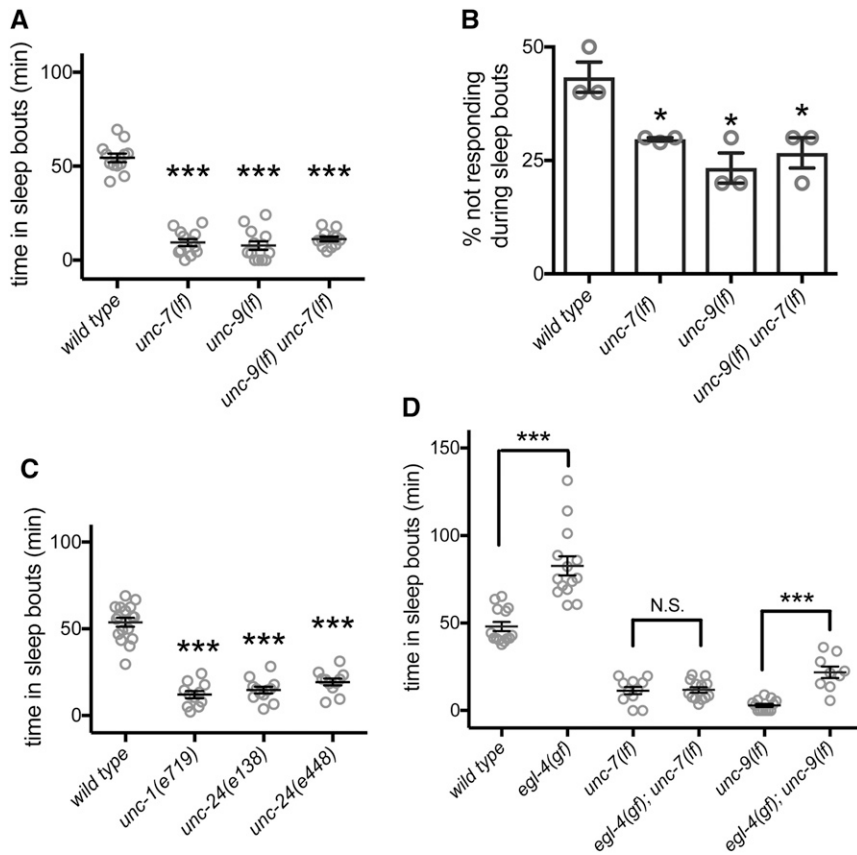 A
time in sleep bouts (min)
100
50
0
***
***
***
wild type
unc-7(lf)
unc-9(lf)
unc-9(lf) unc-7(lf)
B
% not responding
during sleep bouts
50
25
0
*
*
*
wild type
unc-7(lf)
unc-9(lf)
unc-9(lf) unc-7(lf)
C
time in sleep bouts (min)
100
50
0
***
***
***
wild type
unc-1(e719)
unc-24(e138)
unc-24(e448)
D
time in sleep bouts (min)
150
100
50
0
***
N.S.
***
wild type
egl-4(gf)
unc-7(lf)
egl-4(gf); unc-7(lf)
unc-9(lf)
egl-4(gf); unc-9(lf)